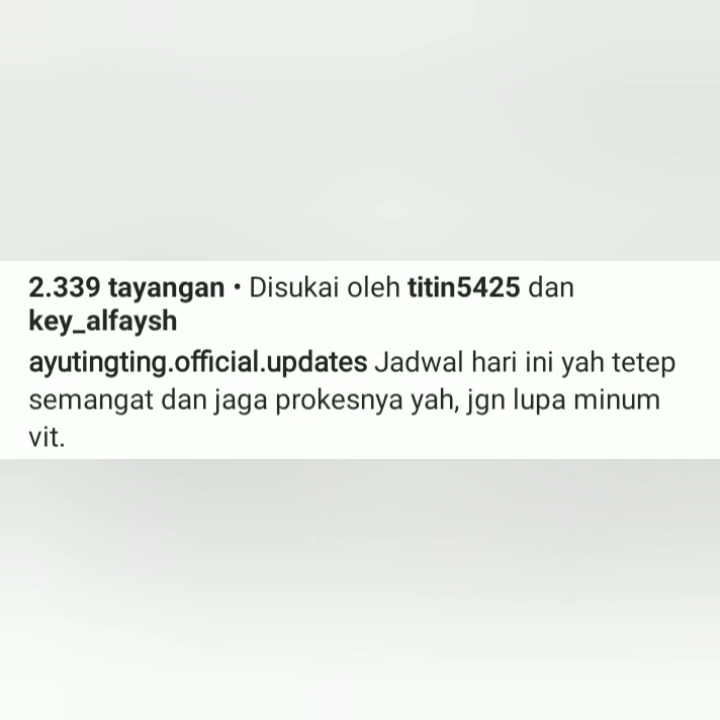 2.339 tayangan • Disukai oleh titin5425 dan
key_alfaysh
ayutingting.official.updates Jadwal hari ini yah tetep
semangat dan jaga prokesnya yah, jgn lupa minum
vit.